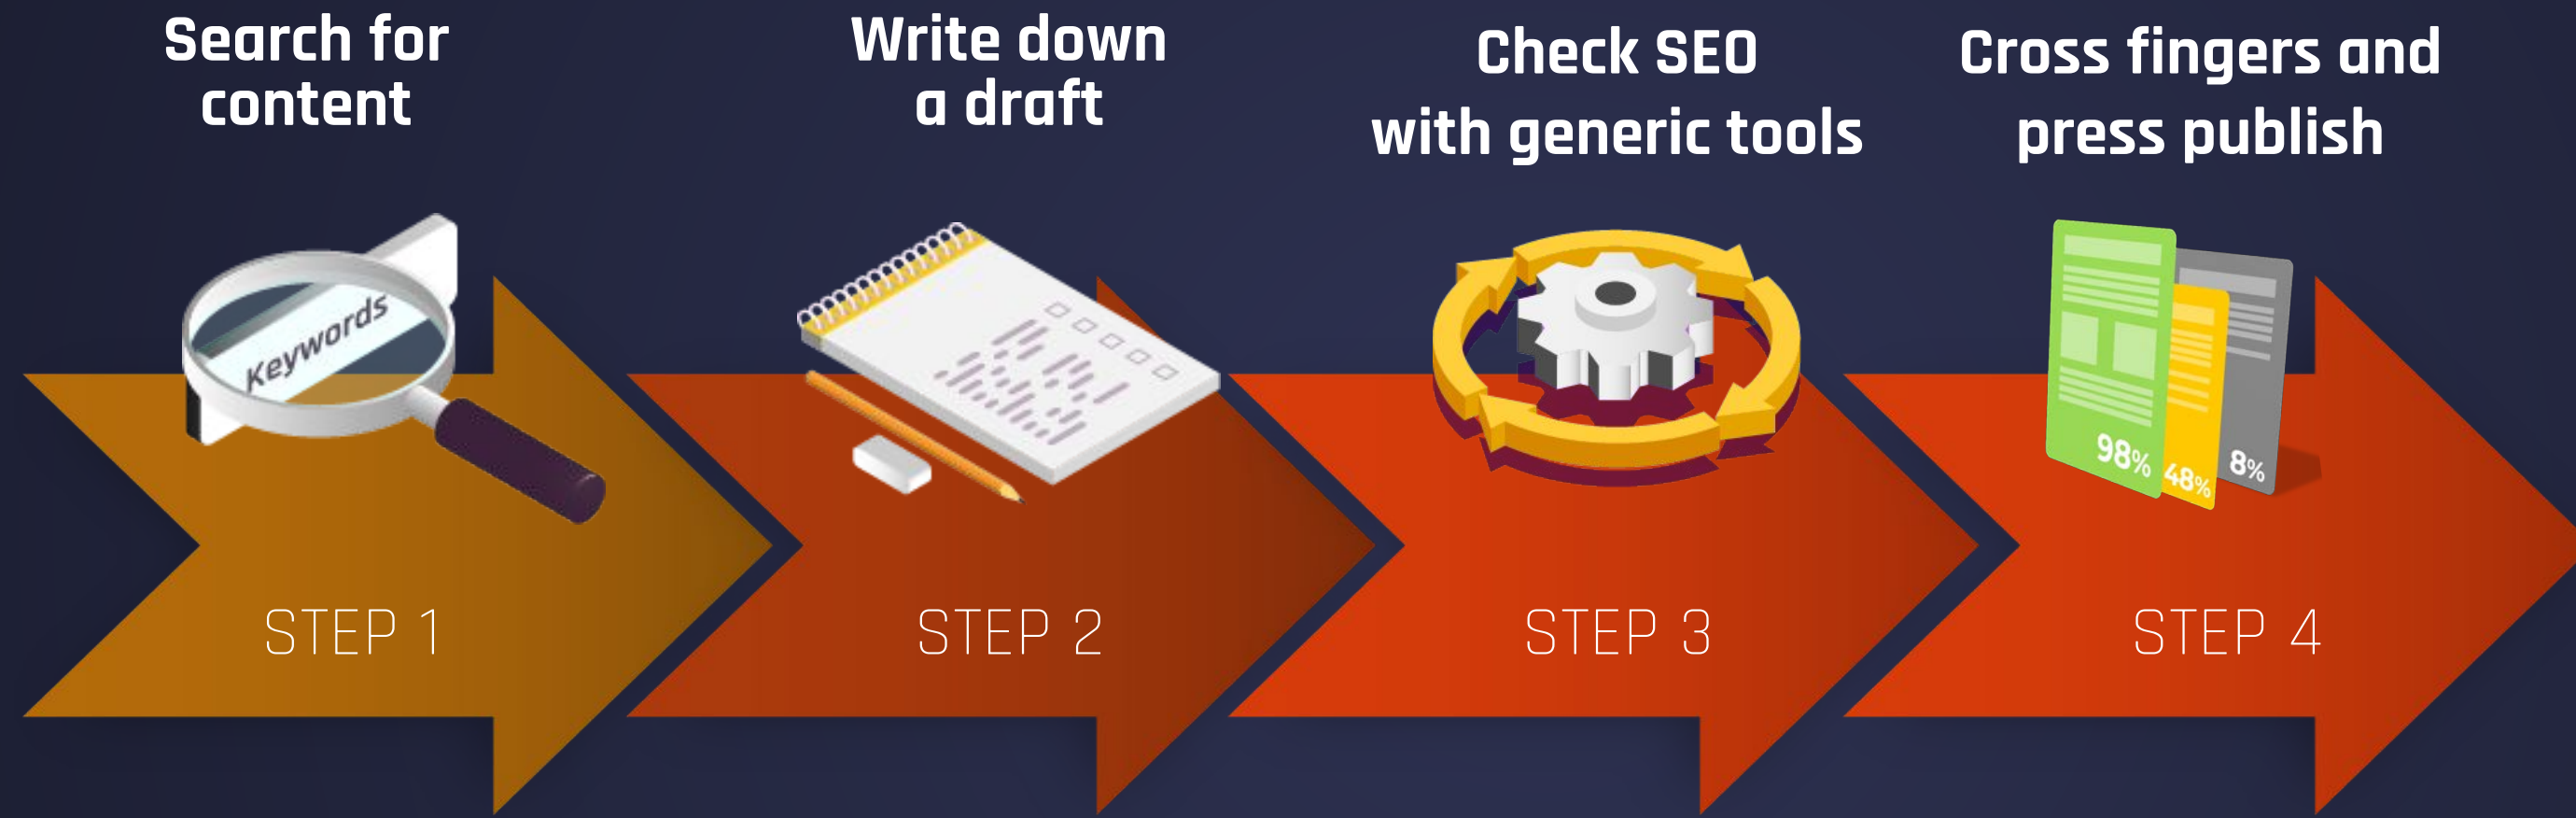 Search for
content
Write down
a draft
Check SEO
with generic tools
Cross fingers and
press publish
Keywords
98%
48%
8%
STEP 1
STEP 2
STEP 3
STEP 4